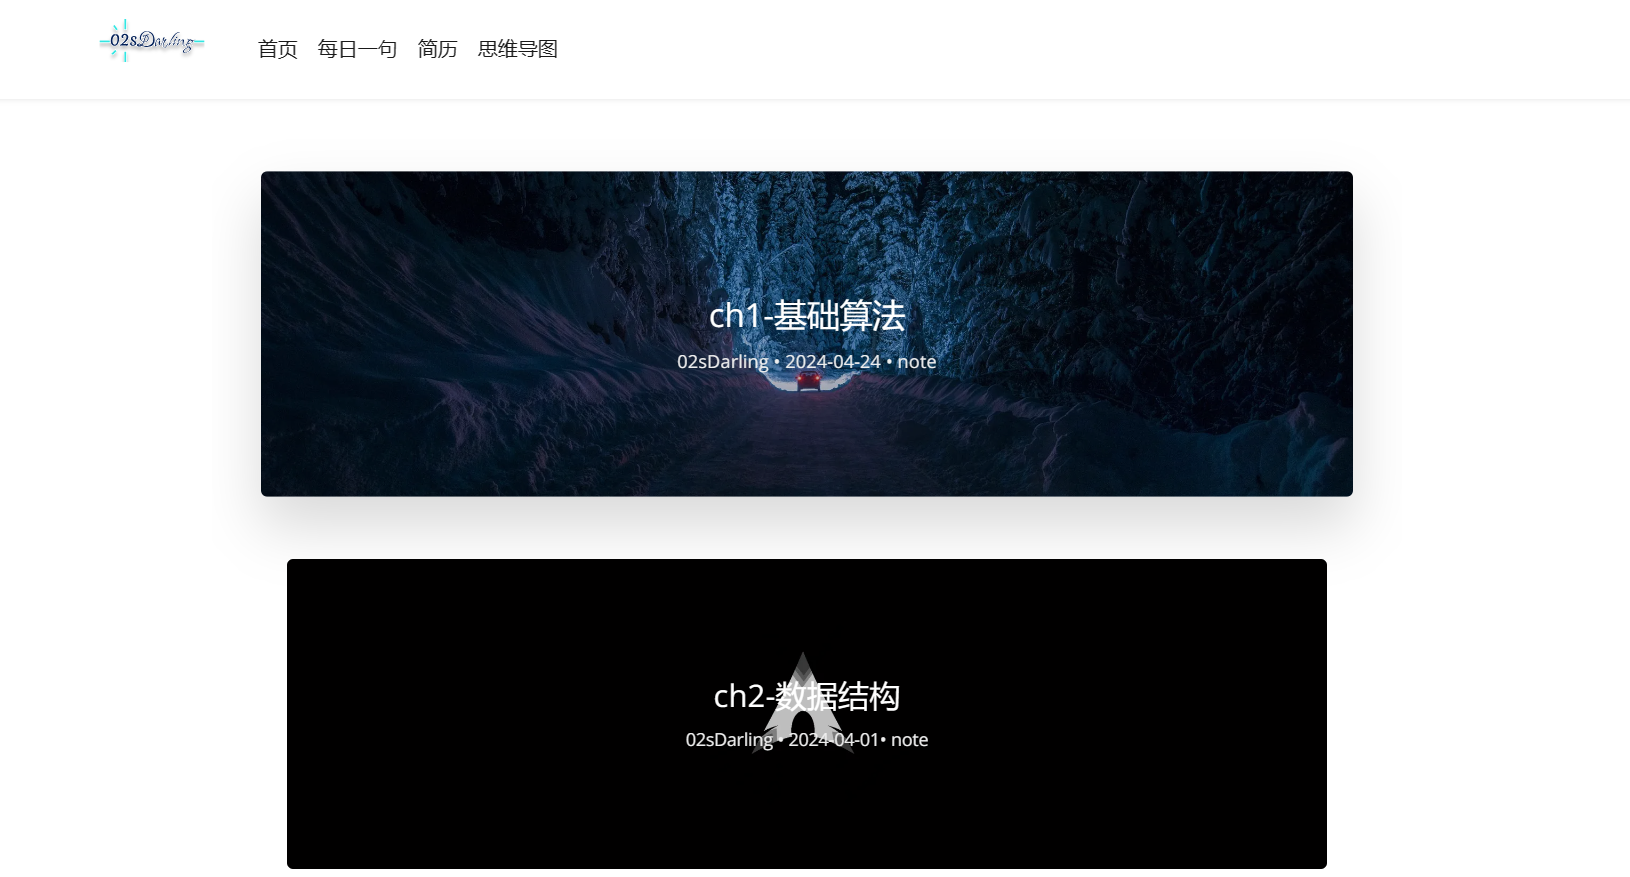 02sDarling
首页 每日一句 简历 思维导图
ch1-基础算法
02sDarling • 2024-04-24 • note
ch2-数据结构
02sDarling • 2024-04-01• note